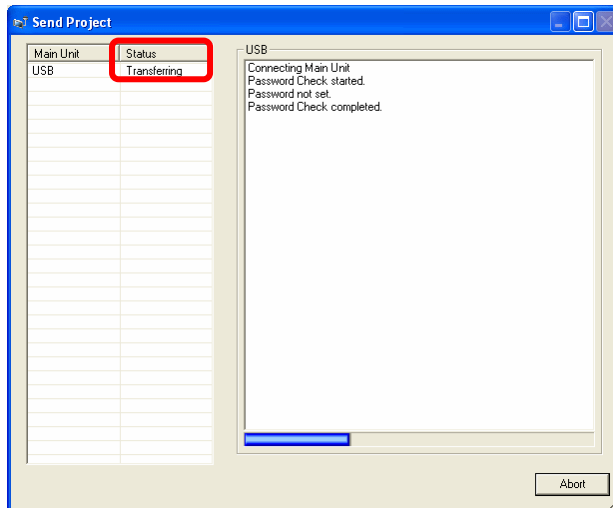 Send Project
Main Unit Status
USB Transferring
USB
Connecting Main Unit
Password Check started.
Password not set.
Password Check completed.
Abort